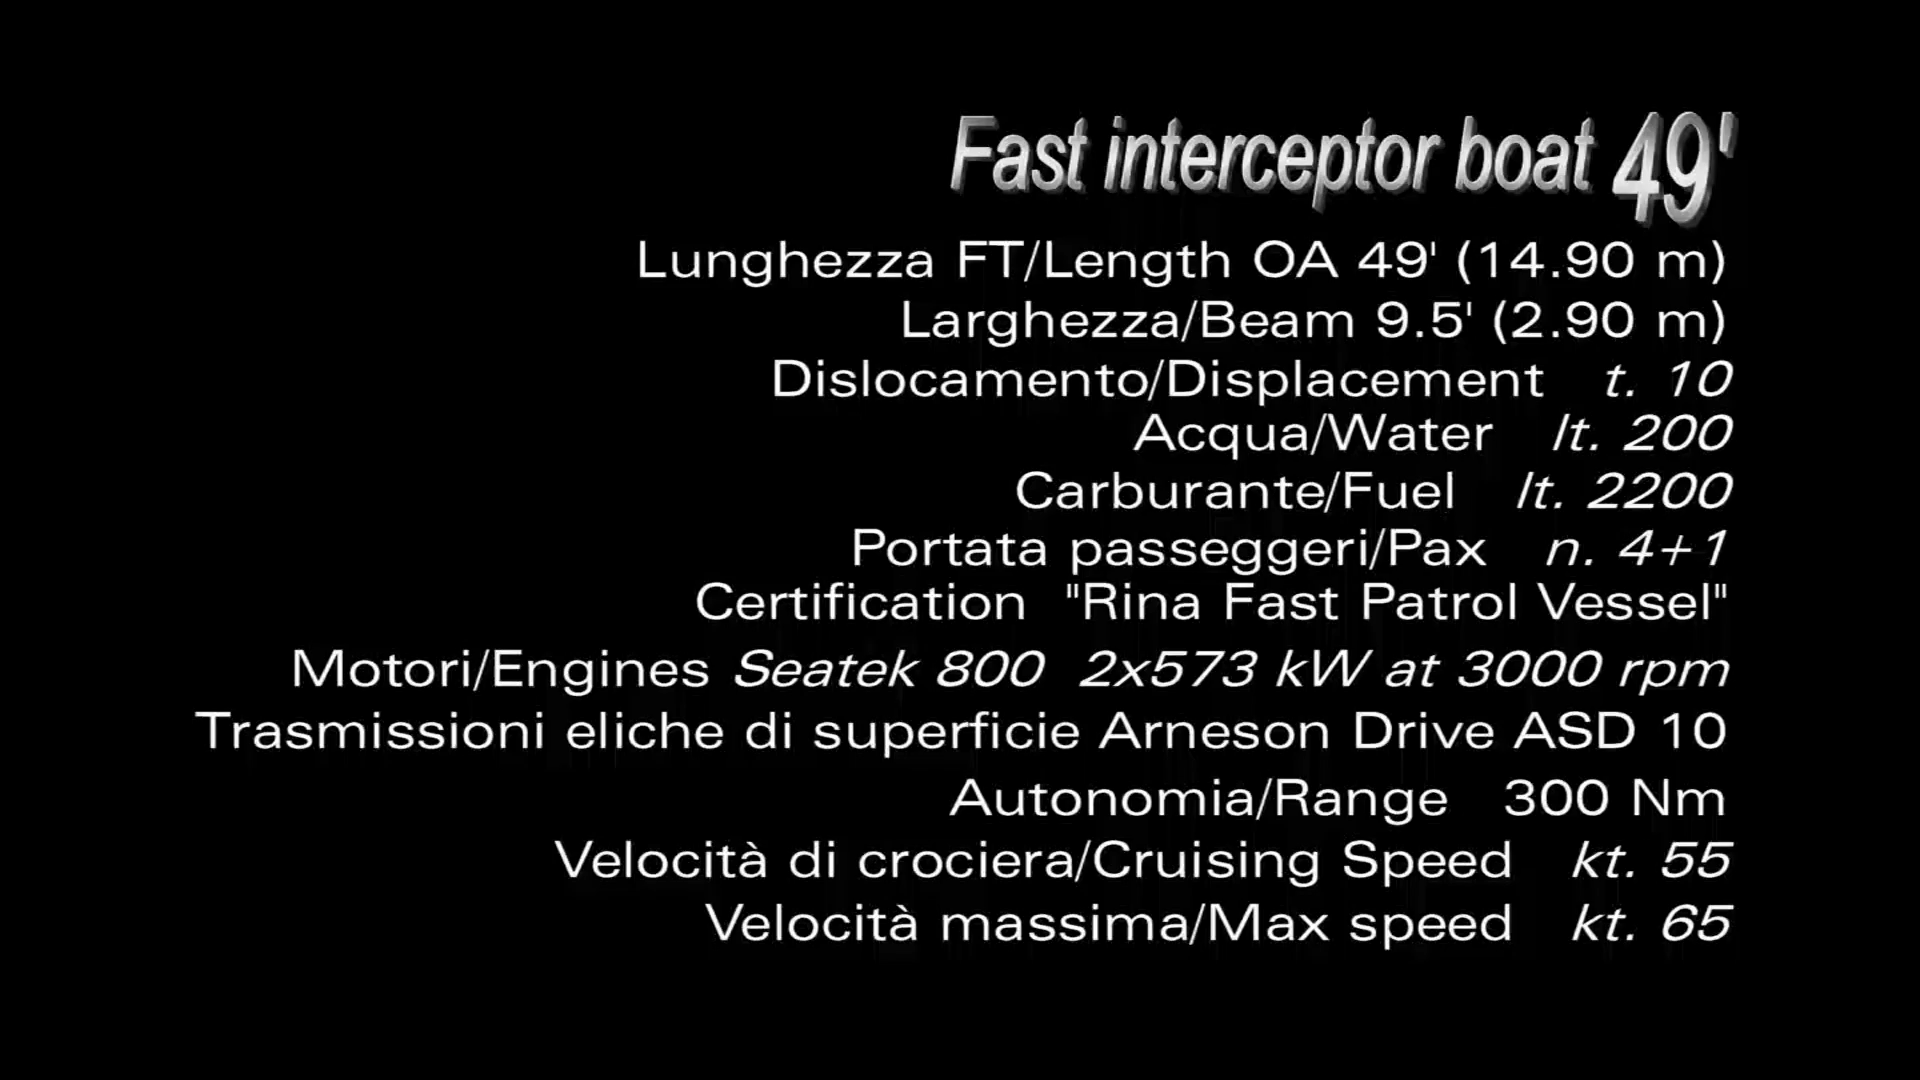 Fast interceptor boat 49'
Lunghezza FT/Length OA 49' (14.90 m)
Larghezza/Beam 9.5' (2.90 m)
Dislocamento/Displacement t. 10
Acqua/Water lt. 200
Carburante/Fuel lt. 2200
Portata passeggeri/Pax n. 4+1
Certification "Rina Fast Patrol Vessel"
Motori/Engines Seatek 800 2x573 kW at 3000 rpm
Trasmissioni eliche di superficie Arneson Drive ASD 10
Autonomia/Range 300 Nm
Velocità di crociera/Cruising Speed kt. 55
Velocità massima/Max speed kt. 65